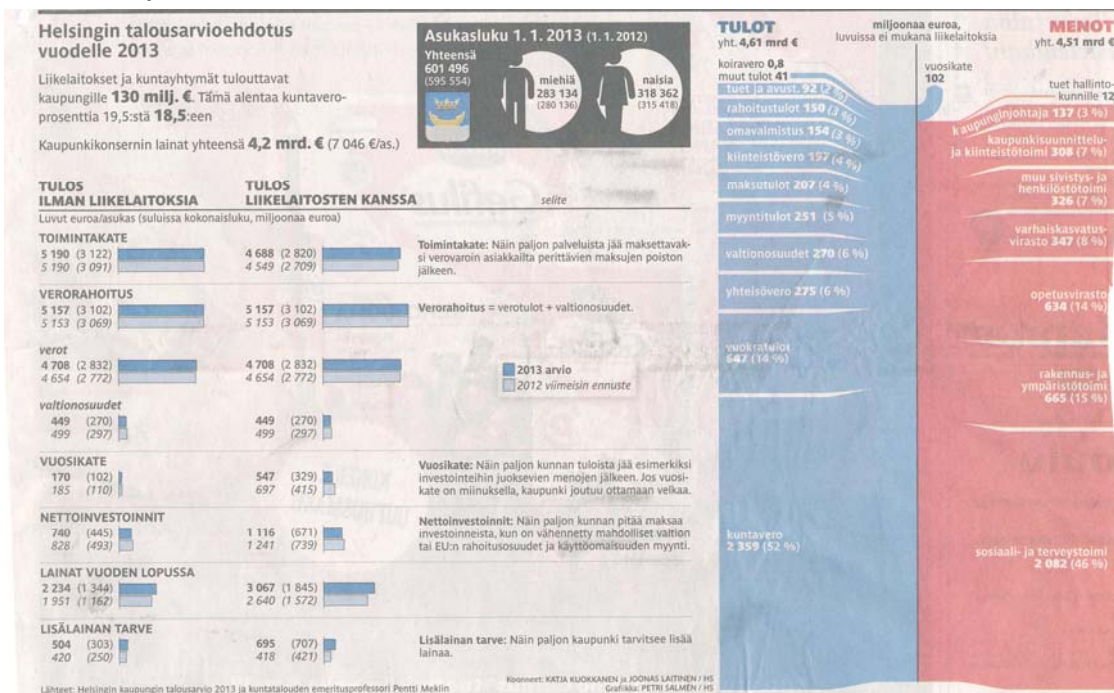 Helsingin talousarvioehdotus
vuodelle 2013
Liikelaitokset ja kuntayhtymät tulouttavat
kaupungille 130 milj. €. Tämä alentaa kuntavero-
prosenttia 19,5:stä 18,5:een
Kaupunkikonsernin lainat yhteensä 4,2 mrd. € (7 046 €/as.)
Asukasluku 1. 1. 2013 (1. 1. 2012)
Yhteensä
601 496
(595 554)
miehiä
283 134
(280 136)
naisia
318 362
(315 418)
TULOS
ILMAN LIIKELAITOKSIA
TULOS
LIIKELAITOSTEN KANSSA
selite
Luvut euroa/asukas (suluissa kokonaisluku, miljoonaa euroa)
TOIMINTAKATE
5 190 (3 122)
5 190 (3 091)
4 688 (2 820)
4 549 (2 709)
Toimintakate: Näin paljon palveluista jää maksettavak-
si verovaroin asiakkailta perittävien maksujen poiston
jälkeen.
VERORAHOITUS
5 157 (3 102)
5 153 (3 069)
5 157 (3 102)
5 153 (3 069)
Verorahoitus = verotulot + valtionosuudet.
verot
4 708 (2 832)
4 654 (2 772)
4 708 (2 832)
4 654 (2 772)
2013 arvio
2012 viimeisin ennuste
valtionosuudet
449 (270)
499 (297)
449 (270)
499 (297)
VUOSIKATE
170 (102)
185 (110)
547 (329)
697 (415)
Vuosikate: Näin paljon kunnan tuloista jää esimerkiksi
investointeihin juoksevien menojen jälkeen. Jos vuosi-
kate on miinuksella, kaupunki joutuu ottamaan velkaa.
NETTOINVESTOINNIT
740 (445)
828 (493)
1 116 (671)
1 241 (739)
Nettoinvestoinnit: Näin paljon kunnan pitää maksaa
investoinneista, kun on vähennetty mahdolliset valtion
tai EU:n rahoitusosuudet ja käyttöomaisuuden myynti.
LAINAT VUODEN LOPUSSA
2 234 (1 344)
1 951 (1 162)
3 067 (1 845)
2 640 (1 572)
LISÄLAINAN TARVE
504 (303)
420 (250)
695 (707)
418 (421)
Lisälainan tarve: Näin paljon kaupunki tarvitsee lisää
lainaa.
Lähteet: Helsingin kaupungin talousarvio 2013 ja kuntatalouden emeritusprofessori Pentti Meklin
Koonneet: KATJA KUOKKANEN ja JOONAS LAITINEN / HS
Grafiikka: PETRI SALMÉN / HS
TULOT
yht. 4,61 mrd €
miljoonaa euroa,
luvuissa ei mukana liikelaitoksia
MENOT
yht. 4,51 mrd €
koiravero 0,8
muut tulot 41
tuet ja avust. 92 (2 %)
rahoitustulot 150 (3 %)
omavalmistus 154 (3 %)
kiinteistövero 197 (4 %)
maksutulot 207 (4 %)
myyntitulot 251 (5 %)
valtionosuudet 270 (6 %)
yhteisövero 275 (6 %)
vuokratulot
647 (14 %)
kuntavero
2 359 (52 %)
vuosikate
102
tuet hallinto-
kunnille 12
kaupunginjohtaja 137 (3 %)
kaupunkisuunnittelu-
ja kiinteistötoimi 308 (7 %)
muu sivistys- ja
henkilöstötoimi
326 (7 %)
varhaiskasvatus-
virasto 347 (8 %)
opetusvirasto
634 (14 %)
rakennus- ja
ympäristötoimi
665 (15 %)
sosiaali- ja terveystoimi
2 082 (46 %)